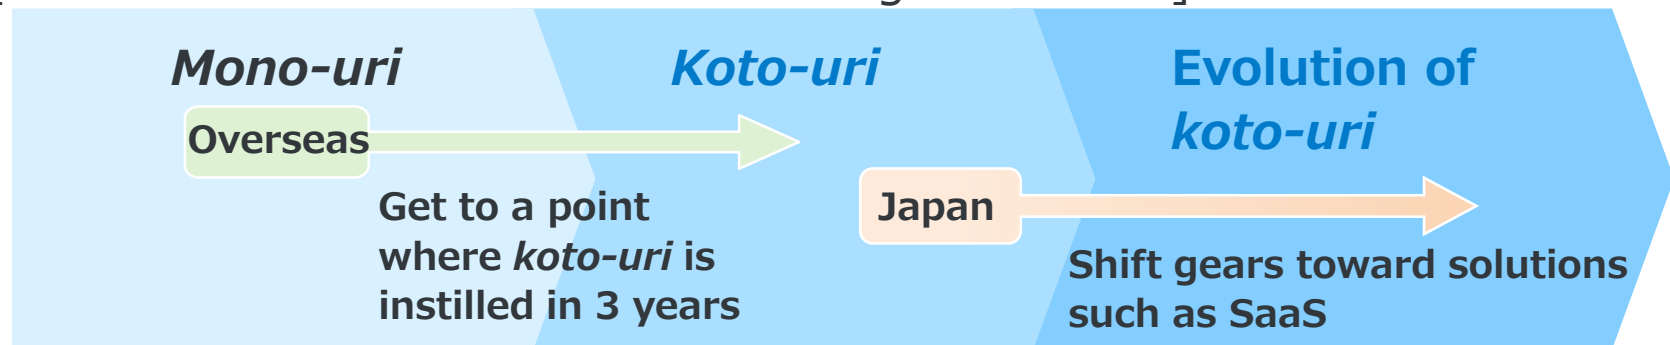 Mono-uri
Koto-uri
Evolution of
koto-uri
Overseas
Get to a point
where koto-uri is
instilled in 3 years
Japan
Shift gears toward solutions
such as SaaS